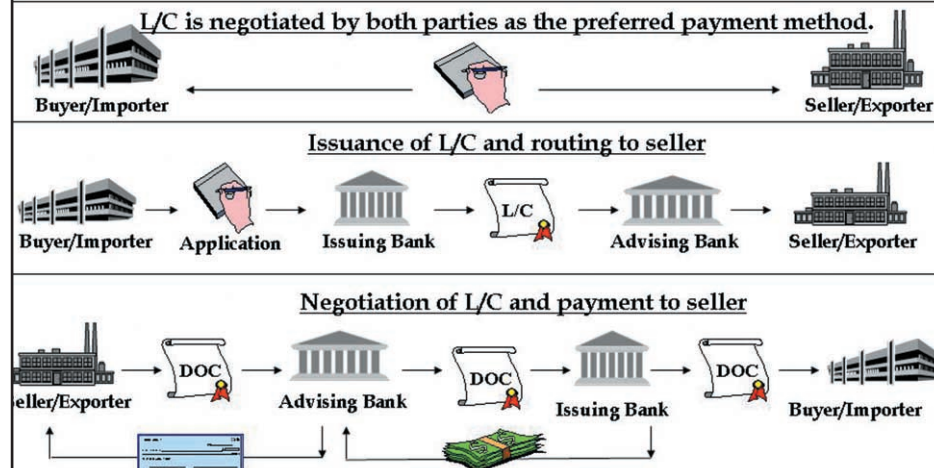 L/C is negotiated by both parties as the preferred payment method.
Buyer/Importer
Seller/Exporter
Issuance of L/C and routing to seller
L/C
Buyer/Importer
Application
Issuing Bank
Advising Bank
Seller/Exporter
Negotiation of L/C and payment to seller
DOC
DOC
DOC
eller/Exporter
Advising Bank
Issuing Bank
Buyer/Importer